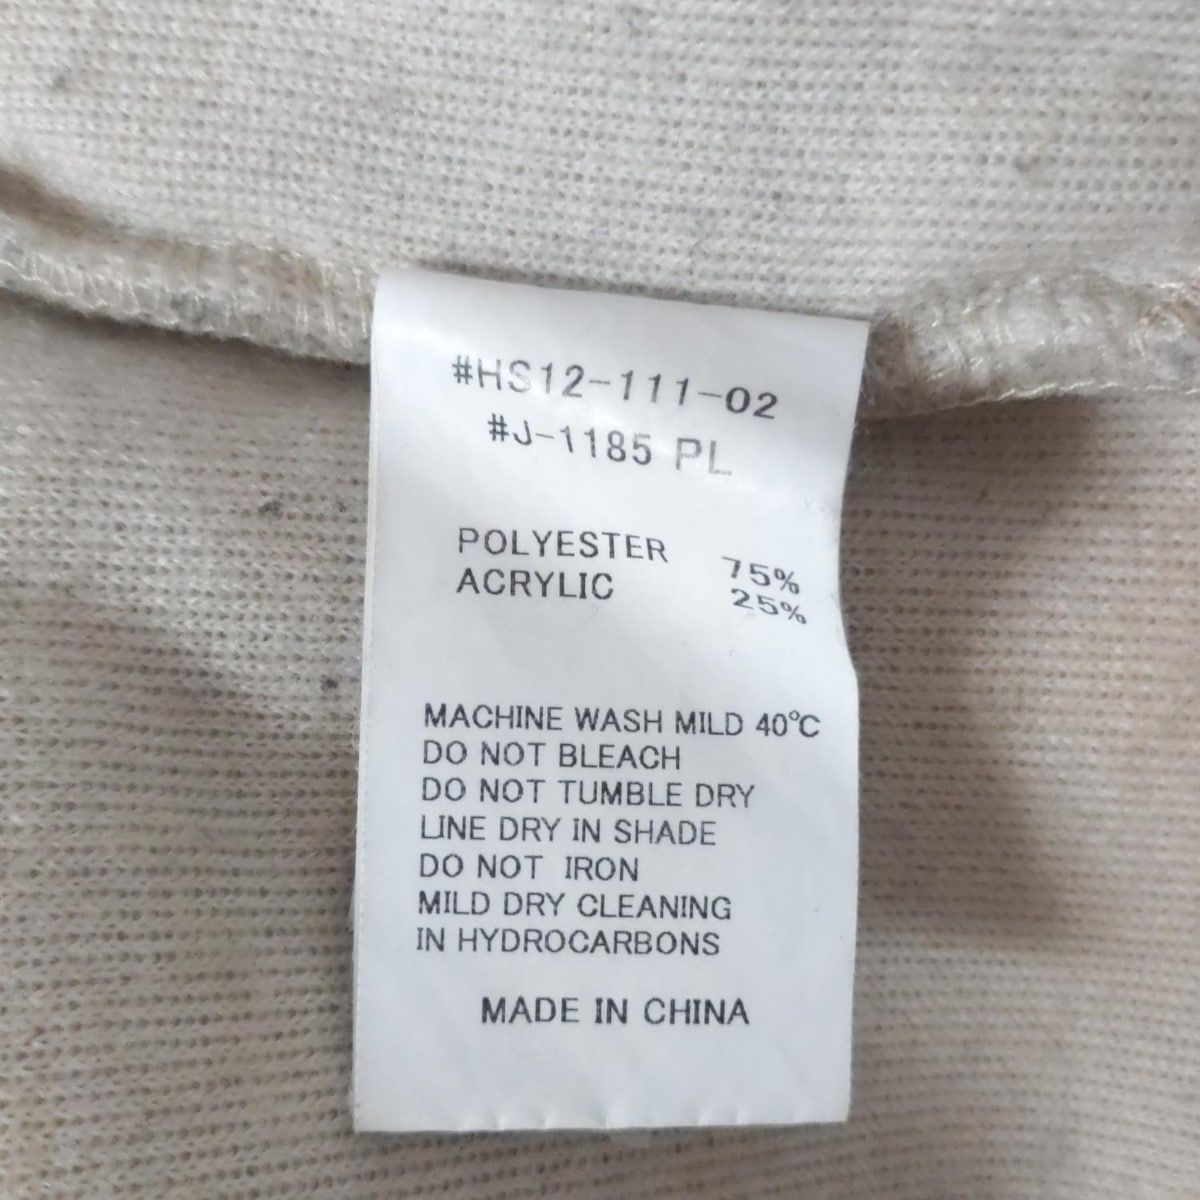 #HS12-111-02
#J-1185 PL
POLYESTER 75%
ACRYLIC 25%
MACHINE WASH MILD 40℃
DO NOT BLEACH
DO NOT TUMBLE DRY
LINE DRY IN SHADE
DO NOT IRON
MILD DRY CLEANING
IN HYDROCARBONS
MADE IN CHINA